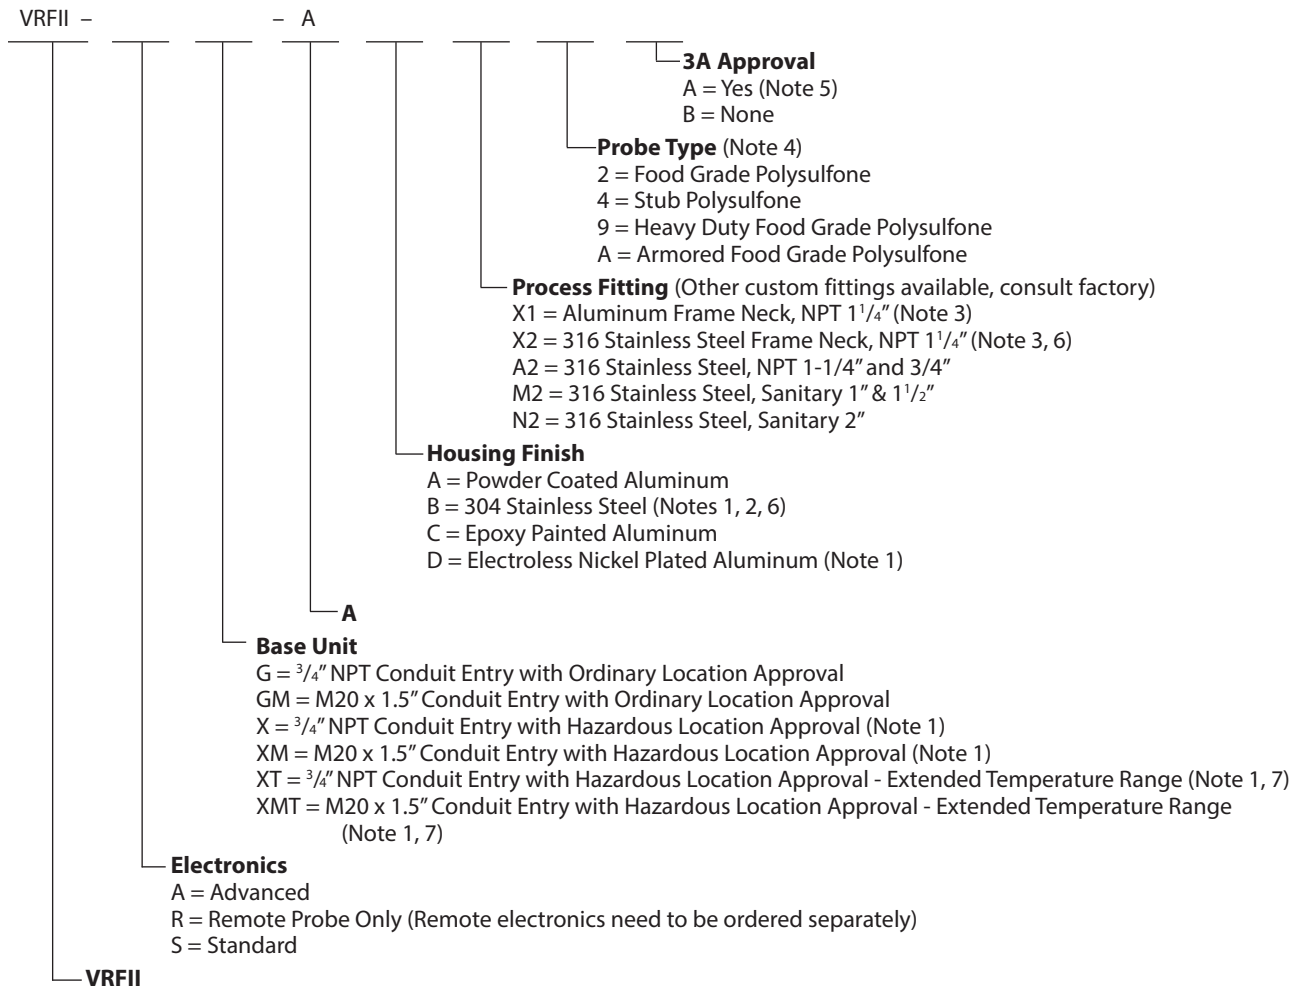 VRFII – – A
3A Approval
A = Yes (Note 5)
B = None
Probe Type (Note 4)
2 = Food Grade Polysulfone
4 = Stub Polysulfone
9 = Heavy Duty Food Grade Polysulfone
A = Armored Food Grade Polysulfone
Process Fitting (Other custom fittings available, consult factory)
X1 = Aluminum Frame Neck, NPT 1¹/₄” (Note 3)
X2 = 316 Stainless Steel Frame Neck, NPT 1¹/₄” (Note 3, 6)
A2 = 316 Stainless Steel, NPT 1-1/4” and 3/4”
M2 = 316 Stainless Steel, Sanitary 1” & 1¹/₂”
N2 = 316 Stainless Steel, Sanitary 2”
Housing Finish
A = Powder Coated Aluminum
B = 304 Stainless Steel (Notes 1, 2, 6)
C = Epoxy Painted Aluminum
D = Electroless Nickel Plated Aluminum (Note 1)
A
Base Unit
G = ³/₄” NPT Conduit Entry with Ordinary Location Approval
GM = M20 x 1.5” Conduit Entry with Ordinary Location Approval
X = ³/₄” NPT Conduit Entry with Hazardous Location Approval (Note 1)
XM = M20 x 1.5” Conduit Entry with Hazardous Location Approval (Note 1)
XT = ³/₄” NPT Conduit Entry with Hazardous Location Approval - Extended Temperature Range (Note 1, 7)
XMT = M20 x 1.5” Conduit Entry with Hazardous Location Approval - Extended Temperature Range
(Note 1, 7)
Electronics
A = Advanced
R = Remote Probe Only (Remote electronics need to be ordered separately)
S = Standard
VRFII